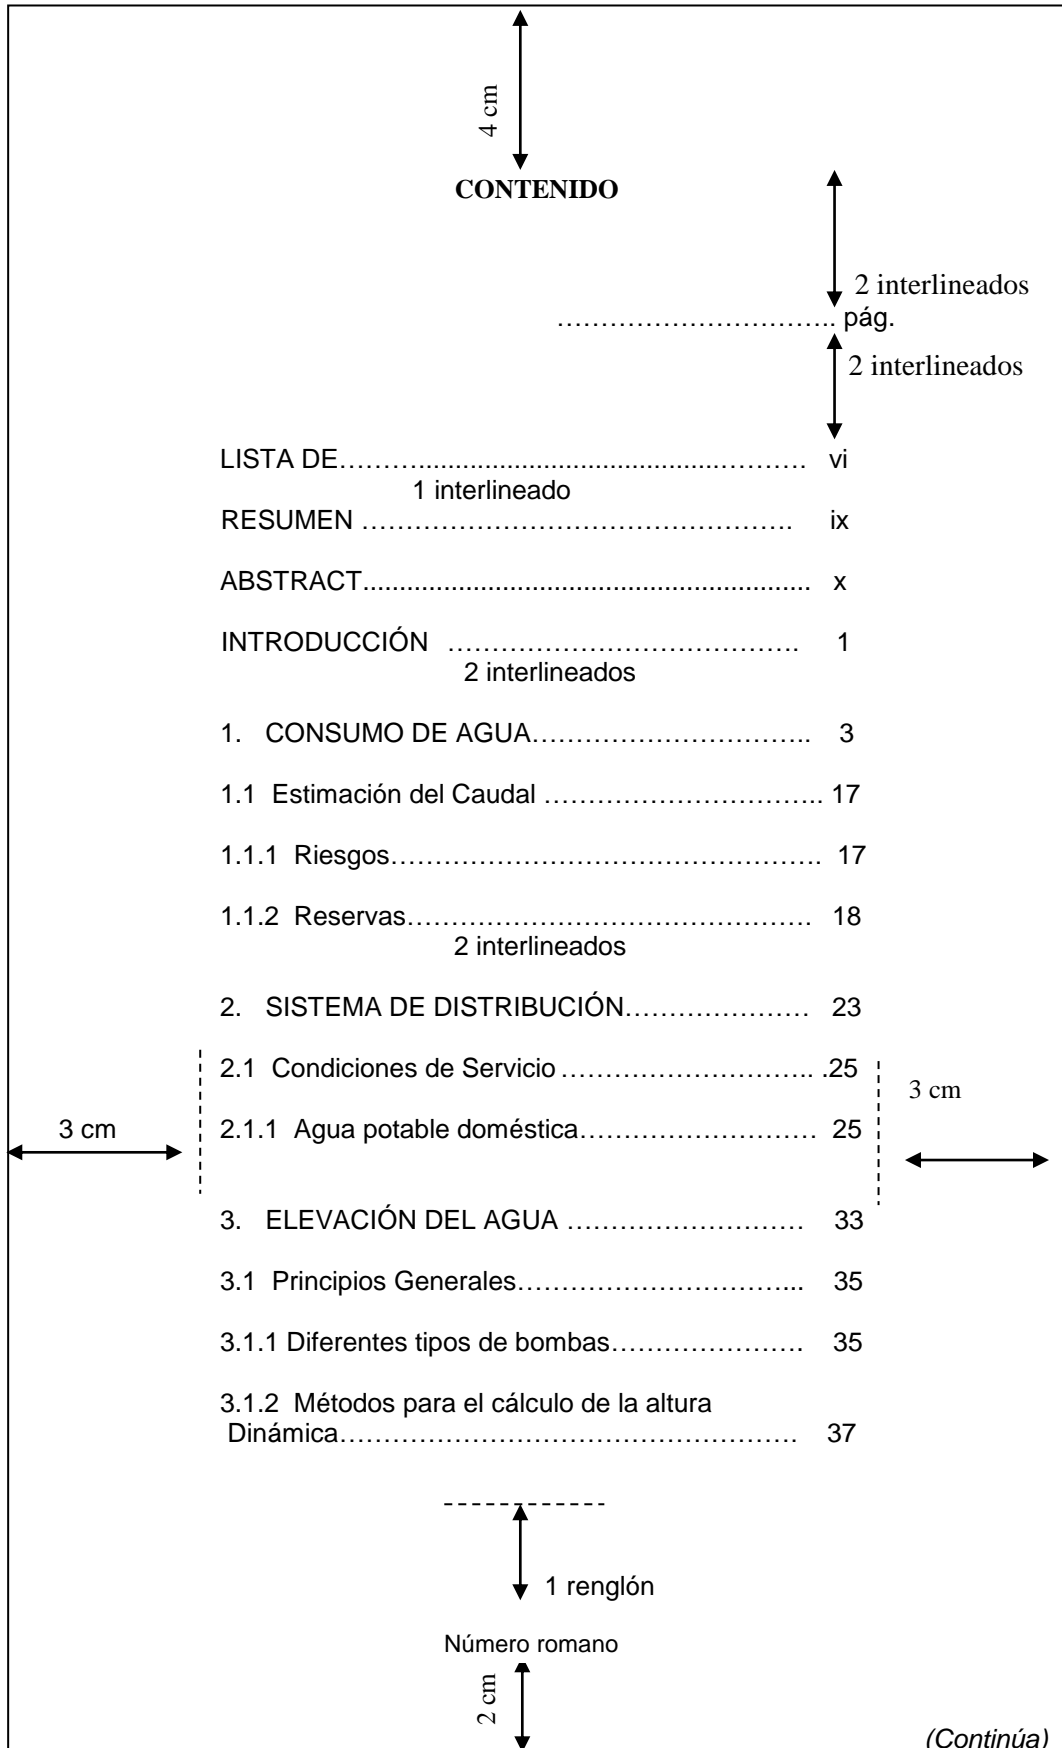 4 cm
CONTENIDO
2 interlineados
………………………….. pág.
2 interlineados
LISTA DE………..........................................………. vi
1 interlineado
RESUMEN …………………………………………. ix
ABSTRACT............................................................ x
INTRODUCCIÓN …………………………………. 1
2 interlineados
1. CONSUMO DE AGUA………………………….. 3
1.1 Estimación del Caudal ………………………... 17
1.1.1 Riesgos………………………………………….. 17
1.1.2 Reservas………………………………………. 18
2 interlineados
2. SISTEMA DE DISTRIBUCIÓN………………… 23
2.1 Condiciones de Servicio ……………………….. .25
3 cm
3 cm
2.1.1 Agua potable doméstica……………………… 25
3. ELEVACIÓN DEL AGUA ……………………… 33
3.1 Principios Generales…………………………... 35
3.1.1 Diferentes tipos de bombas…………………. 35
3.1.2 Métodos para el cálculo de la altura
Dinámica……………………………………………. 37
1 renglón
Número romano
2 cm
(Continúa)